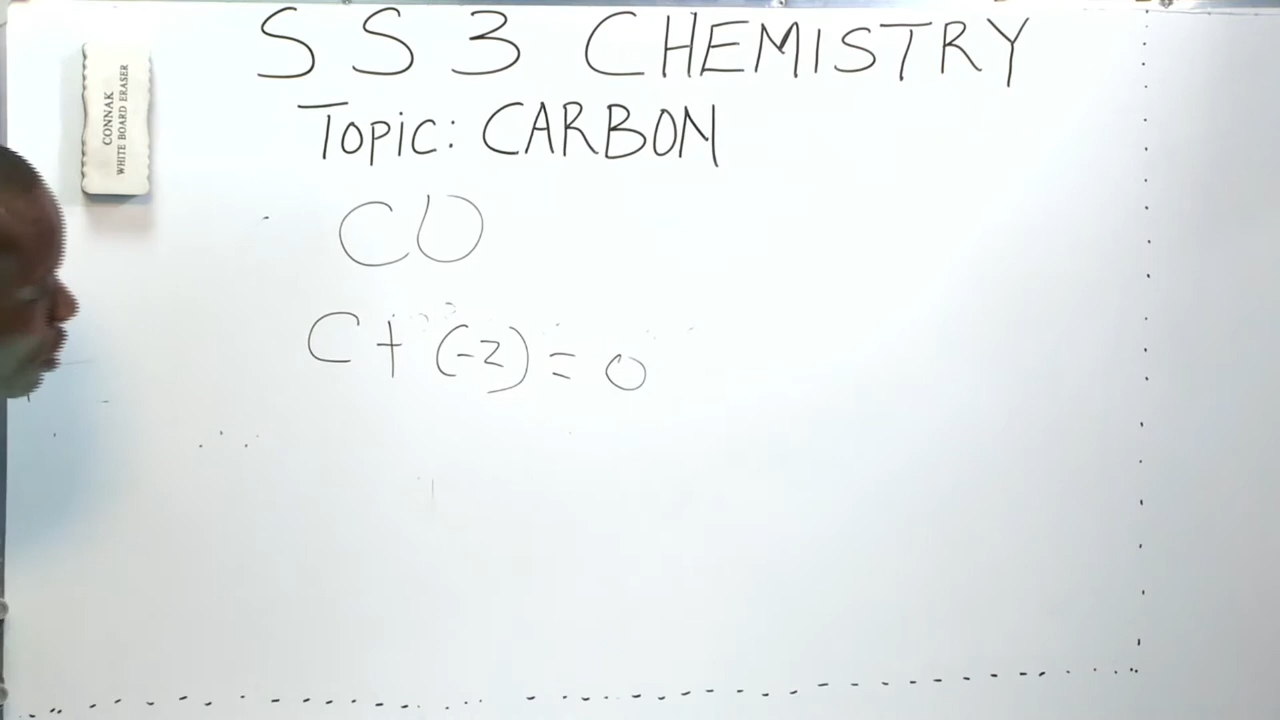 SS3 CHEMISTRY
Topic: CARBON
CONNAK
WHITE BOARD ERASER
CO
C + (-2) = 0